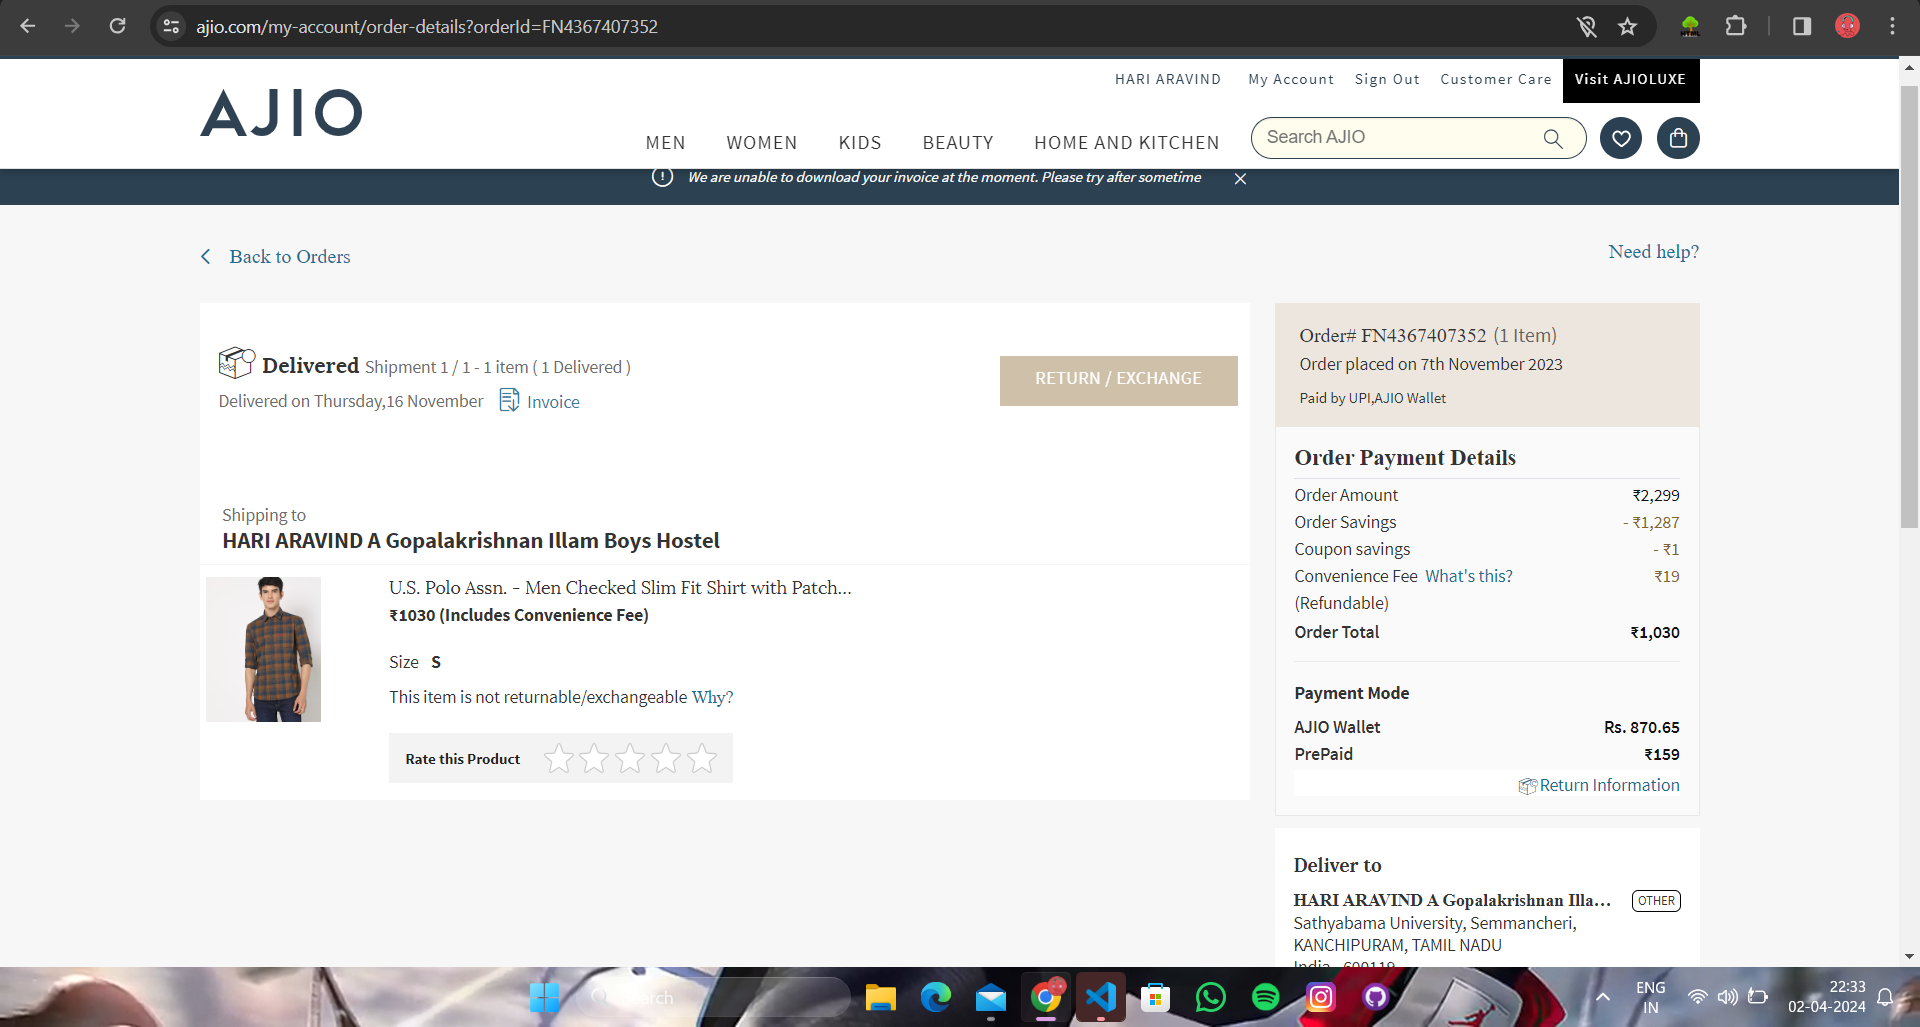 ajio.com/my-account/order-details?orderId=FN4367407352
HARI ARAVIND My Account Sign Out Customer Care Visit AJIOLUXE
AJIO
MEN WOMEN KIDS BEAUTY HOME AND KITCHEN Search AJIO
We are unable to download your invoice at the moment. Please try after sometime
Back to Orders
Need help?
Delivered Shipment 1 / 1 - 1 item ( 1 Delivered )
Delivered on Thursday,16 November Invoice
RETURN / EXCHANGE
Shipping to
HARI ARAVIND A Gopalakrishnan Illam Boys Hostel
U.S. Polo Assn. - Men Checked Slim Fit Shirt with Patch...
₹1030 (Includes Convenience Fee)
Size S
This item is not returnable/exchangeable Why?
Rate this Product
Order# FN4367407352 (1 Item)
Order placed on 7th November 2023
Paid by UPI,AJIO Wallet
Order Payment Details
Order Amount ₹2,299
Order Savings - ₹1,287
Coupon savings - ₹1
Convenience Fee What's this? ₹19
(Refundable)
Order Total ₹1,030
Payment Mode
AJIO Wallet Rs. 870.65
PrePaid ₹159
Return Information
Deliver to
HARI ARAVIND A Gopalakrishnan Illa... OTHER
Sathyabama University, Semmancheri,
KANCHIPURAM, TAMIL NADU
India - 600119
Search
ENG
IN
22:33
02-04-2024